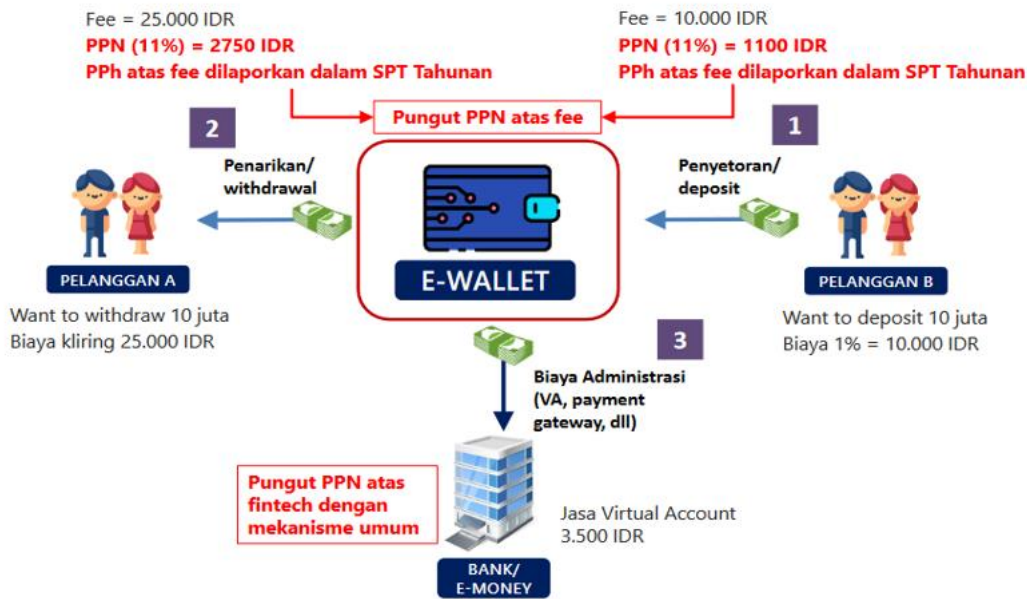 Fee = 25.000 IDR
PPN (11%) = 2750 IDR
PPh atas fee dilaporkan dalam SPT Tahunan
Fee = 10.000 IDR
PPN (11%) = 1100 IDR
PPh atas fee dilaporkan dalam SPT Tahunan
Pungut PPN atas fee
2
Penarikan/
withdrawal
1
Penyetoran/
deposit
E-WALLET
PELANGGAN A
Want to withdraw 10 juta
Biaya kliring 25.000 IDR
PELANGGAN B
Want to deposit 10 juta
Biaya 1% = 10.000 IDR
3
Biaya Administrasi
(VA, payment
gateway, dll)
Pungut PPN atas
fintech dengan
mekanisme umum
Jasa Virtual Account
3.500 IDR
BANK/
E-MONEY